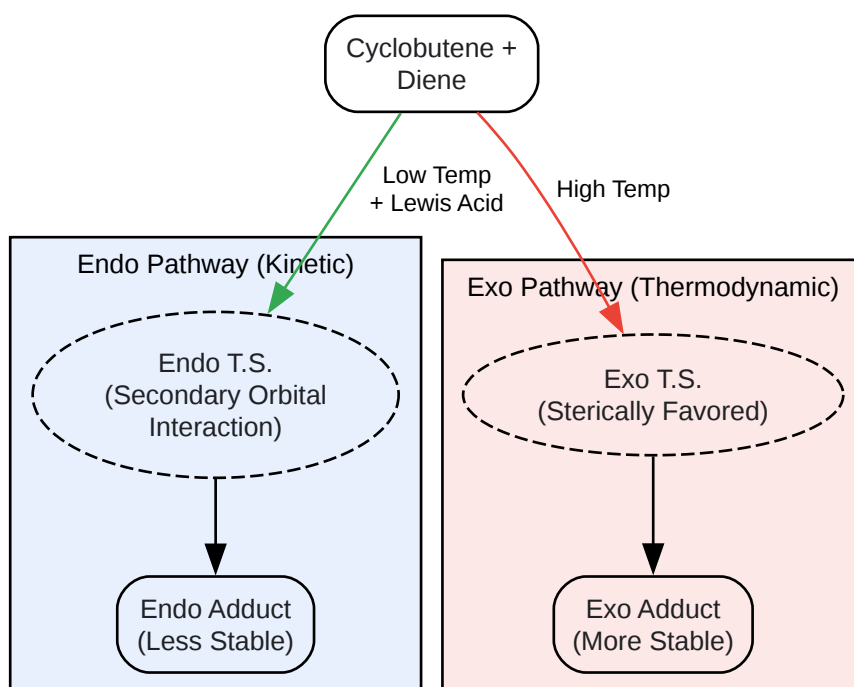 Cyclobutene +
Diene
Low Temp
+ Lewis Acid
High Temp
Endo Pathway (Kinetic)
Endo T.S.
(Secondary Orbital
Interaction)
Endo Adduct
(Less Stable)
Exo Pathway (Thermodynamic)
Exo T.S.
(Sterically Favored)
Exo Adduct
(More Stable)